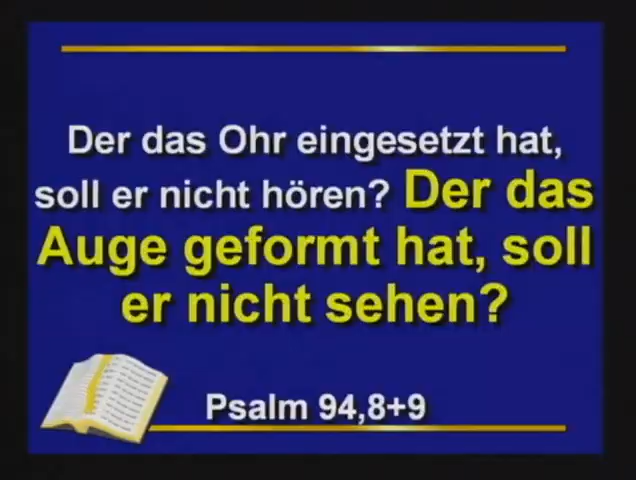 Der das Ohr eingesetzt hat,
soll er nicht hören? Der das
Auge geformt hat, soll
er nicht sehen?
Psalm 94,8+9